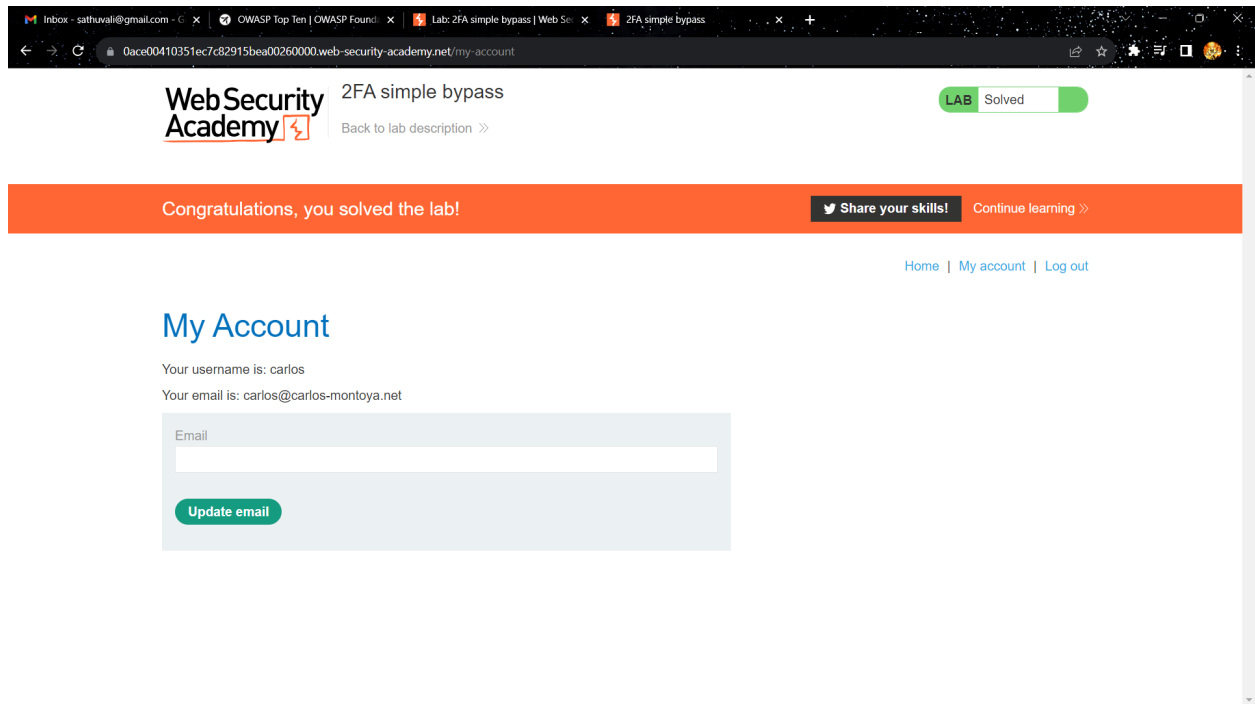 Inbox - sathuvali@gmail.com - G
OWASP Top Ten | OWASP Founda
Lab: 2FA simple bypass | Web Sec
2FA simple bypass
0ace00410351ec7c82915bea00260000.web-security-academy.net/my-account
Web Security
Academy
2FA simple bypass
Back to lab description
LAB Solved
Congratulations, you solved the lab!
Share your skills!
Continue learning
Home | My account | Log out
My Account
Your username is: carlos
Your email is: carlos@carlos-montoya.net
Email
Update email